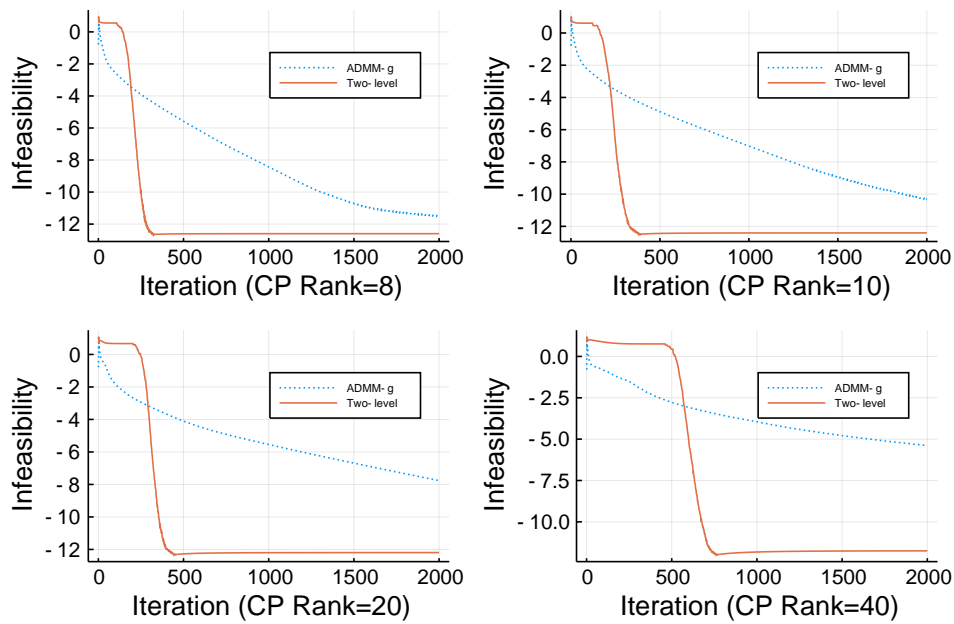 0
- 2
- 4
- 6
- 8
- 10
- 12
Infeasibility
ADMM- g
Two- level
0 500 1000 1500 2000
Iteration (CP Rank=8)
0
- 2
- 4
- 6
- 8
- 10
- 12
Infeasibility
ADMM- g
Two- level
0 500 1000 1500 2000
Iteration (CP Rank=10)
0
- 2
- 4
- 6
- 8
- 10
- 12
Infeasibility
ADMM- g
Two- level
0 500 1000 1500 2000
Iteration (CP Rank=20)
0.0
- 2.5
- 5.0
- 7.5
- 10.0
Infeasibility
ADMM- g
Two- level
0 500 1000 1500 2000
Iteration (CP Rank=40)